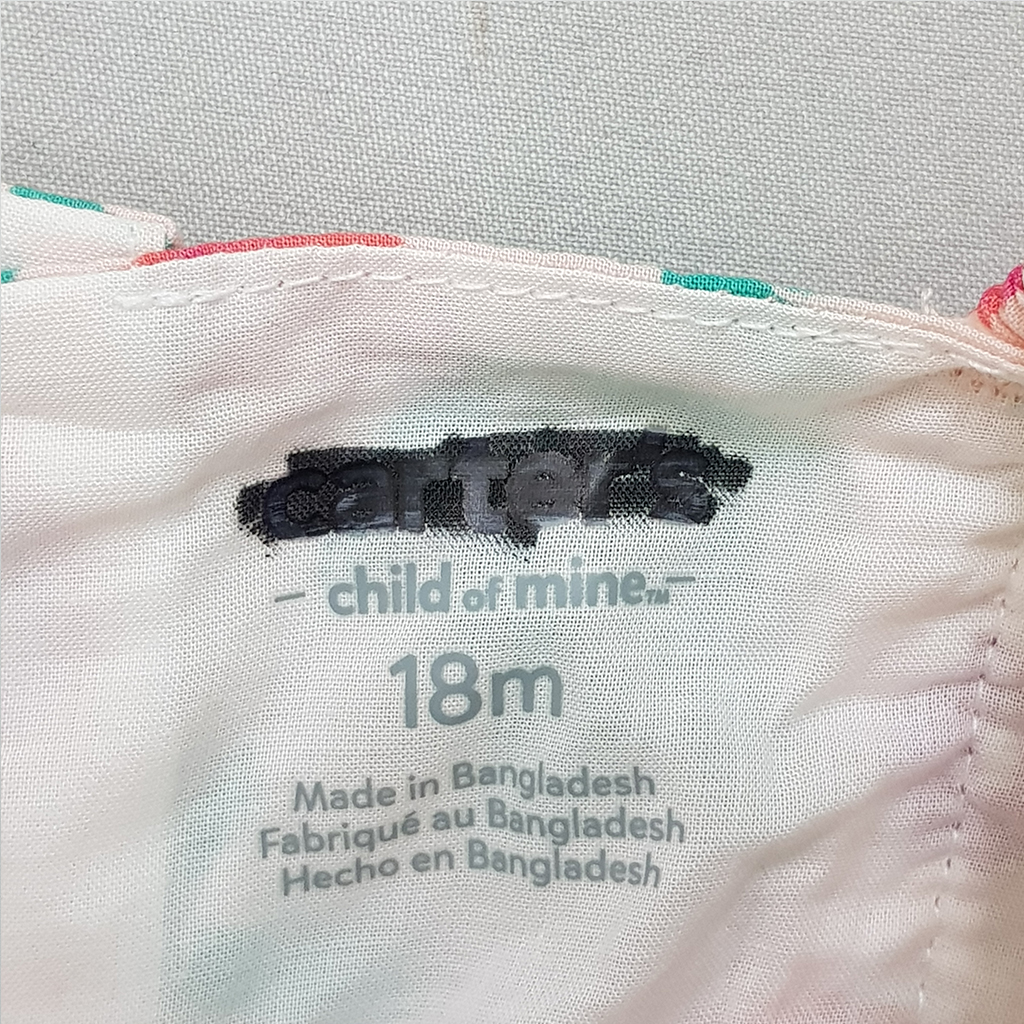 carter's
— child of mine™ —
18m
Made in Bangladesh
Fabriqué au Bangladesh
Hecho en Bangladesh